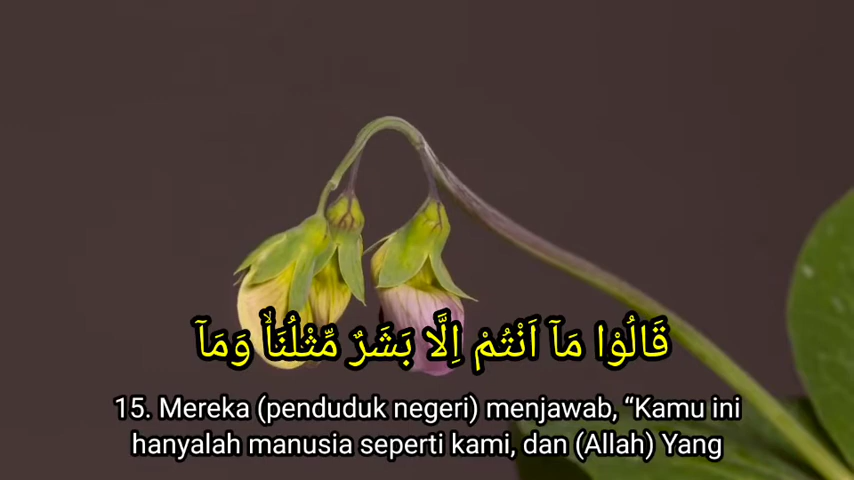 قَالُوْا مَآ اَنْتُمْ اِلَّا بَشَرٌ مِّثْلُنَاۙ وَمَآ
15. Mereka (penduduk negeri) menjawab, “Kamu ini
hanyalah manusia seperti kami, dan (Allah) Yang